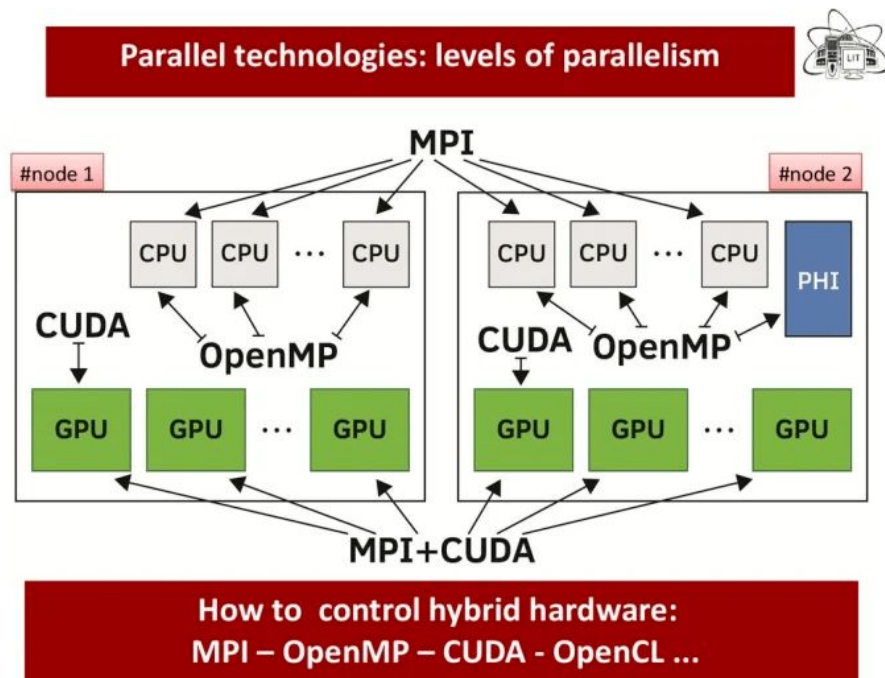 Parallel technologies: levels of parallelism
LIT
MPI
#node 1
#node 2
CPU CPU ... CPU
CPU CPU ... CPU
PHI
CUDA
OpenMP
CUDA
OpenMP
GPU GPU ... GPU
GPU GPU ... GPU
MPI+CUDA
How to control hybrid hardware:
MPI – OpenMP – CUDA - OpenCL ...